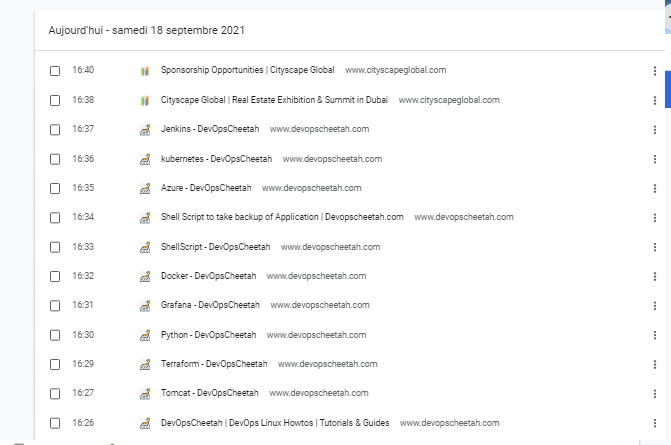 Aujourd'hui - samedi 18 septembre 2021
16:40 Sponsorship Opportunities | Cityscape Global www.cityscapeglobal.com
16:38 Cityscape Global | Real Estate Exhibition & Summit in Dubai www.cityscapeglobal.com
16:37 Jenkins - DevOpsCheetah www.devopscheetah.com
16:36 kubernetes - DevOpsCheetah www.devopscheetah.com
16:35 Azure - DevOpsCheetah www.devopscheetah.com
16:34 Shell Script to take backup of Application | Devopscheetah.com www.devopscheetah.com
16:33 ShellScript - DevOpsCheetah www.devopscheetah.com
16:32 Docker - DevOpsCheetah www.devopscheetah.com
16:31 Grafana - DevOpsCheetah www.devopscheetah.com
16:30 Python - DevOpsCheetah www.devopscheetah.com
16:29 Terraform - DevOpsCheetah www.devopscheetah.com
16:27 Tomcat - DevOpsCheetah www.devopscheetah.com
16:26 DevOpsCheetah | DevOps Linux Howtos | Tutorials & Guides www.devopscheetah.com